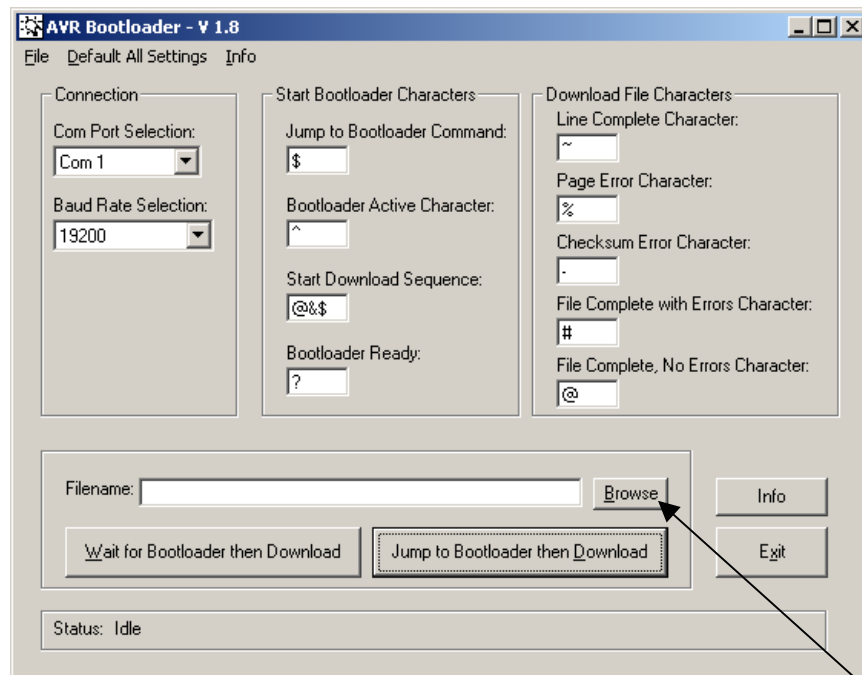 AVR Bootloader - V 1.8
File Default All Settings Info
Connection
Com Port Selection:
Com 1
Baud Rate Selection:
19200
Start Bootloader Characters
Jump to Bootloader Command:
$
Bootloader Active Character:
^
Start Download Sequence:
@&$
Bootloader Ready:
?
Download File Characters
Line Complete Character:
~
Page Error Character:
%
Checksum Error Character:
-
File Complete with Errors Character:
#
File Complete, No Errors Character:
@
Filename:
Browse
Info
Wait for Bootloader then Download
Jump to Bootloader then Download
Exit
Status: Idle